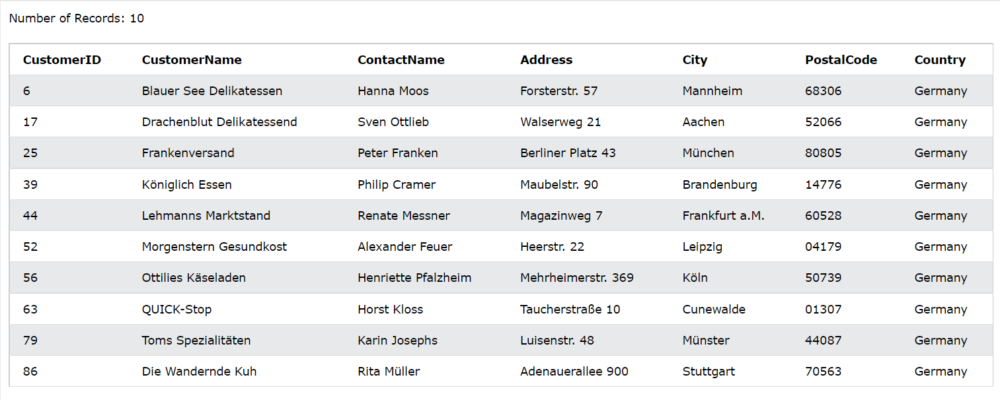 Number of Records: 10
CustomerID CustomerName ContactName Address City PostalCode Country
6 Blauer See Delikatessen Hanna Moos Forsterstr. 57 Mannheim 68306 Germany
17 Drachenblut Delikatessend Sven Ottlieb Walserweg 21 Aachen 52066 Germany
25 Frankenversand Peter Franken Berliner Platz 43 München 80805 Germany
39 Königlich Essen Philip Cramer Maubelstr. 90 Brandenburg 14776 Germany
44 Lehmanns Marktstand Renate Messner Magazinweg 7 Frankfurt a.M. 60528 Germany
52 Morgenstern Gesundkost Alexander Feuer Heerstr. 22 Leipzig 04179 Germany
56 Ottilies Käseladen Henriette Pfalzheim Mehrheimerstr. 369 Köln 50739 Germany
63 QUICK-Stop Horst Kloss Taucherstraße 10 Cunewalde 01307 Germany
79 Toms Spezialitäten Karin Josephs Luisenstr. 48 Münster 44087 Germany
86 Die Wandernde Kuh Rita Müller Adenauerallee 900 Stuttgart 70563 Germany